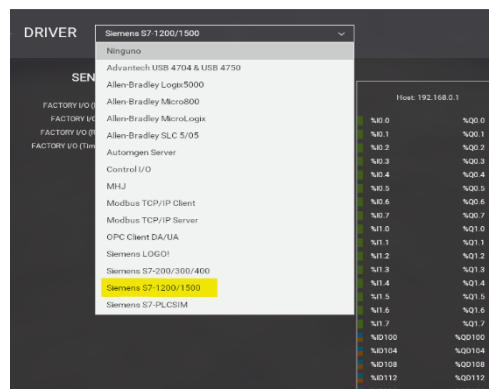 DRIVER
Siemens S7-1200/1500
Ninguno
Advantech USB 4704 & USB 4750
Allen-Bradley Logix5000
Allen-Bradley Micro800
Allen-Bradley MicroLogix
Allen-Bradley SLC 5/05
Automgen Server
Control I/O
MHJ
Modbus TCP/IP Client
Modbus TCP/IP Server
OPC Client DA/UA
Siemens LOGO!
Siemens S7-200/300/400
Siemens S7-1200/1500
Siemens S7-PLCSIM
SEN
FACTORY I/O (
FACTORY I/O
FACTORY I/O (R
FACTORY I/O (Tim
Host: 192.168.0.1
%I0.0 %Q0.0
%I0.1 %Q0.1
%I0.2 %Q0.2
%I0.3 %Q0.3
%I0.4 %Q0.4
%I0.5 %Q0.5
%I0.6 %Q0.6
%I0.7 %Q0.7
%I1.0 %Q1.0
%I1.1 %Q1.1
%I1.2 %Q1.2
%I1.3 %Q1.3
%I1.4 %Q1.4
%I1.5 %Q1.5
%I1.6 %Q1.6
%I1.7 %Q1.7
%ID100 %QD100
%ID104 %QD104
%ID108 %QD108
%ID112 %QD112